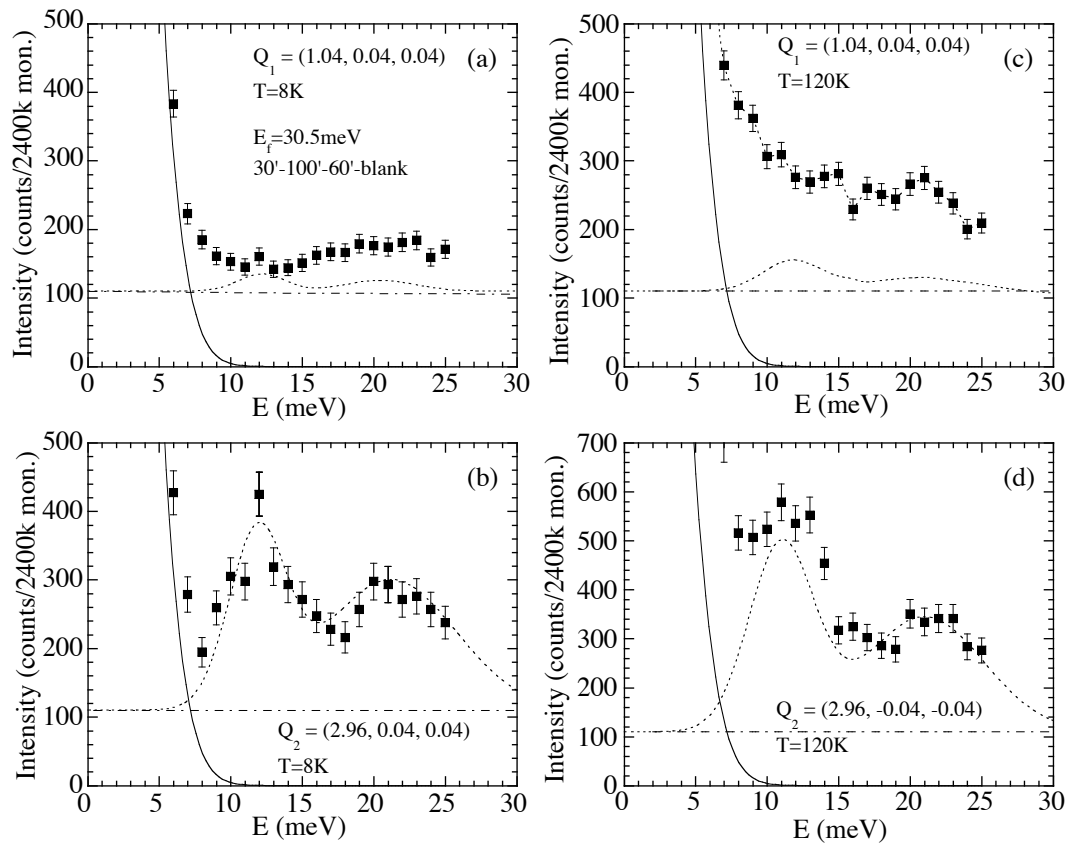 500
400
300
200
100
0
Intensity (counts/2400k mon.)
Q1 = (1.04, 0.04, 0.04)
(a)
T=8K
Ef=30.5meV
30'-100'-60'-blank
0 5 10 15 20 25 30
E (meV)
500
400
300
200
100
0
Intensity (counts/2400k mon.)
Q1 = (1.04, 0.04, 0.04)
(c)
T=120K
0 5 10 15 20 25 30
E (meV)
500
400
300
200
100
0
Intensity (counts/2400k mon.)
(b)
Q2 = (2.96, 0.04, 0.04)
T=8K
0 5 10 15 20 25 30
E (meV)
700
600
500
400
300
200
100
0
Intensity (counts/2400k mon.)
(d)
Q2 = (2.96, -0.04, -0.04)
T=120K
0 5 10 15 20 25 30
E (meV)